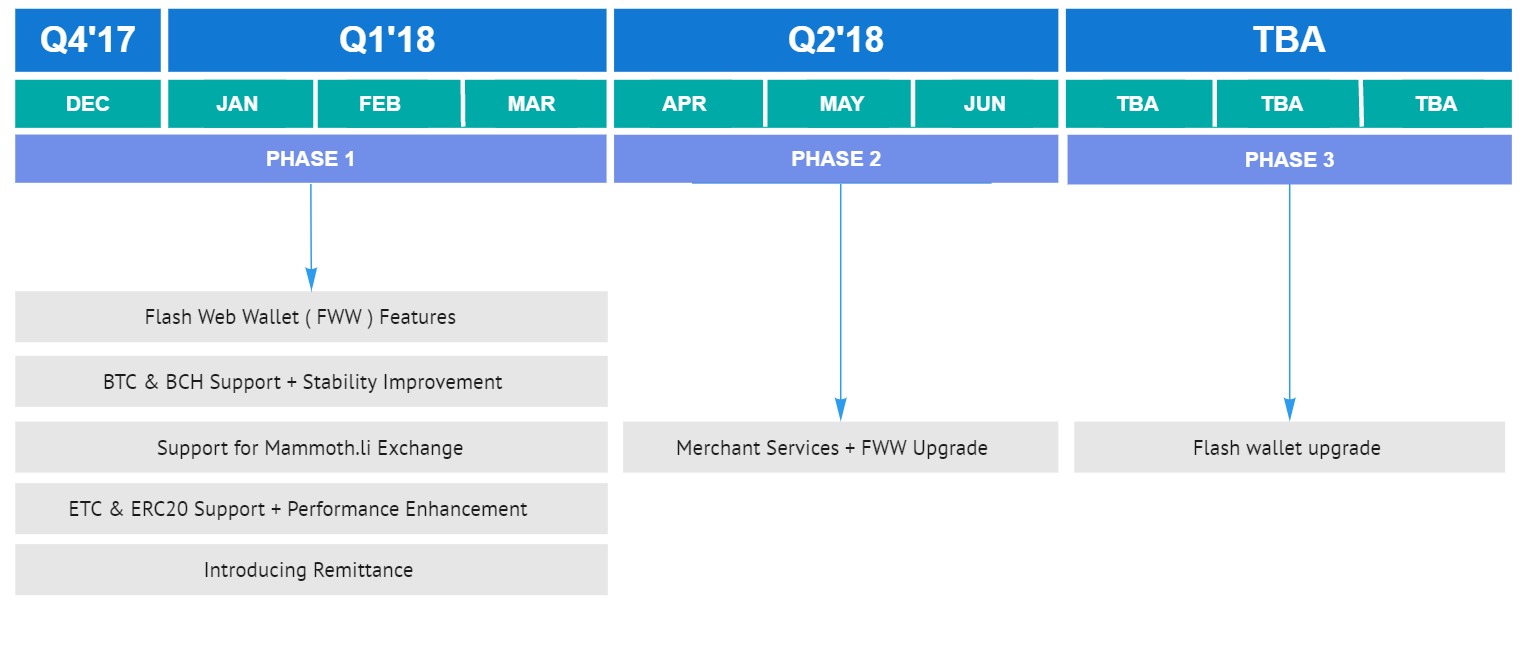 Q4'17 Q1'18 Q2'18 TBA
DEC JAN FEB MAR APR MAY JUN TBA TBA TBA
PHASE 1 PHASE 2 PHASE 3
Flash Web Wallet ( FWW ) Features
BTC & BCH Support + Stability Improvement
Support for Mammoth.li Exchange Merchant Services + FWW Upgrade Flash wallet upgrade
ETC & ERC20 Support + Performance Enhancement
Introducing Remittance